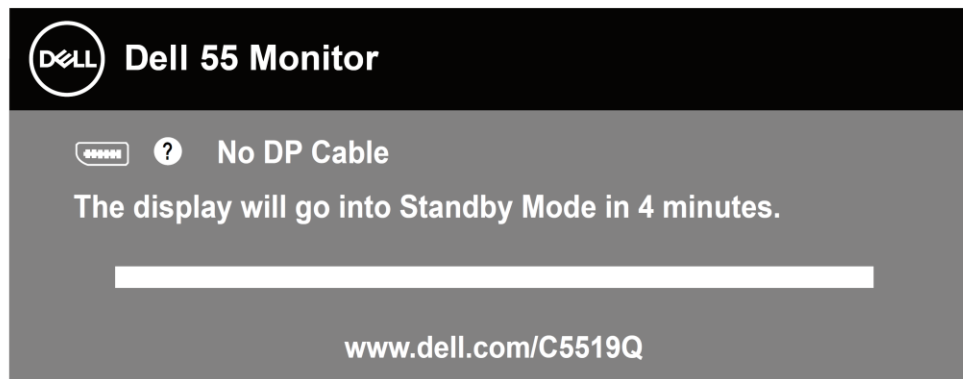 DELL Dell 55 Monitor
? No DP Cable
The display will go into Standby Mode in 4 minutes.
www.dell.com/C5519Q